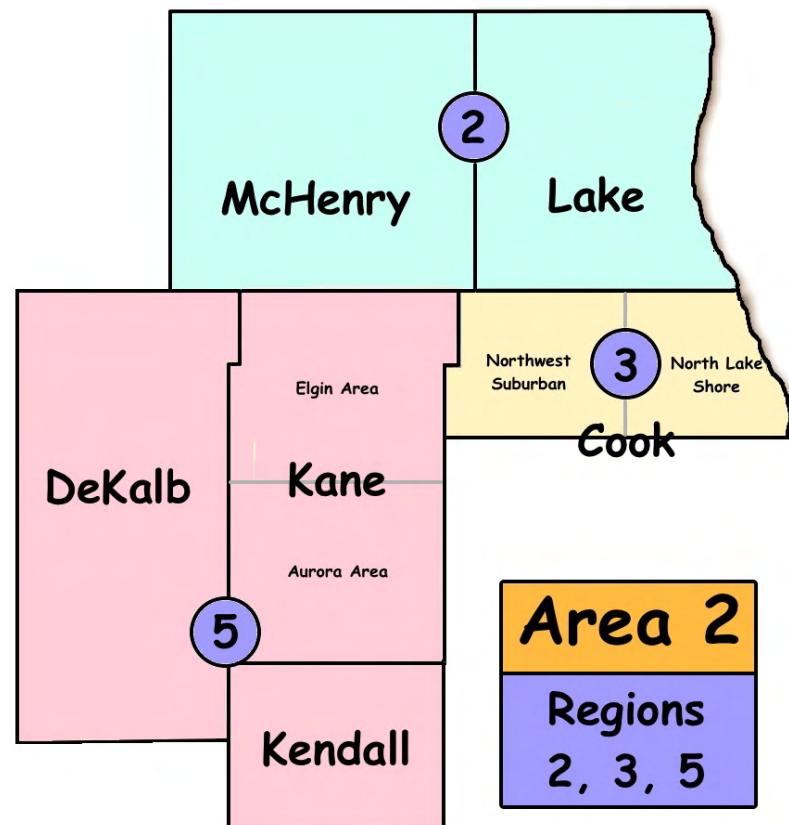 2
McHenry
Lake
Northwest
Suburban
3
North Lake
Shore
Cook
Elgin Area
DeKalb
Kane
Aurora Area
5
Kendall
Area 2
Regions
2, 3, 5